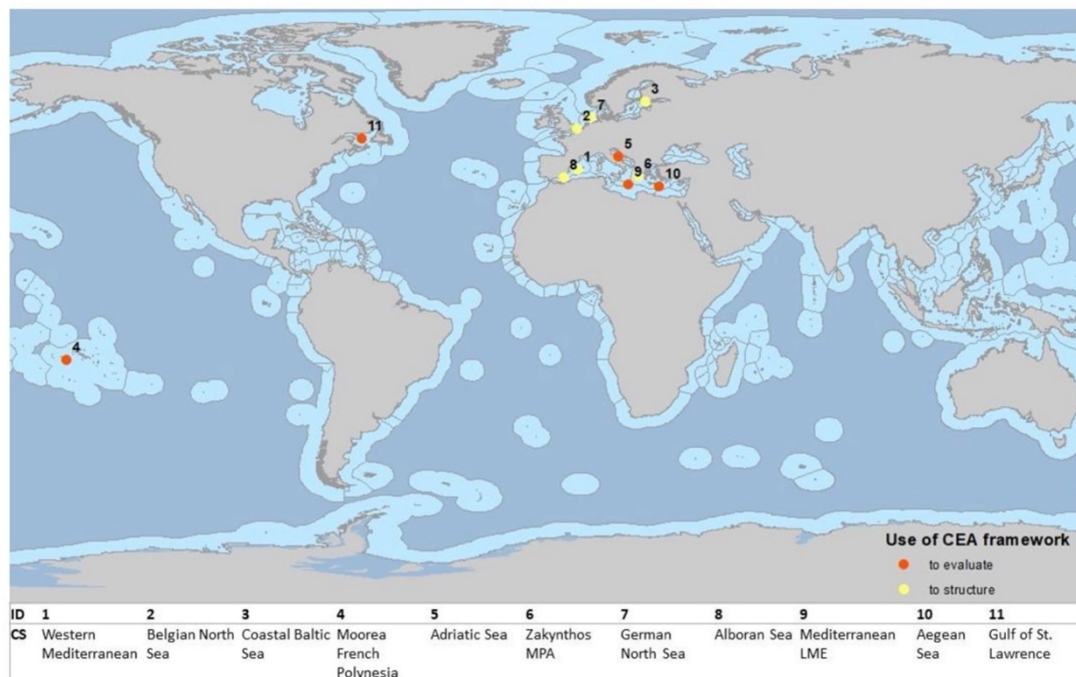 3
7
2
11
5
1
8
6
9
10
4
Use of CEA framework
to evaluate
to structure
ID 1 2 3 4 5 6 7 8 9 10 11
CS Western Belgian North Coastal Baltic Moorea Adriatic Sea Zakynthos German Alboran Sea Mediterranean Aegean Gulf of St.
Mediterranean Sea Sea French MPA North Sea LME Sea Lawrence
Polynesia